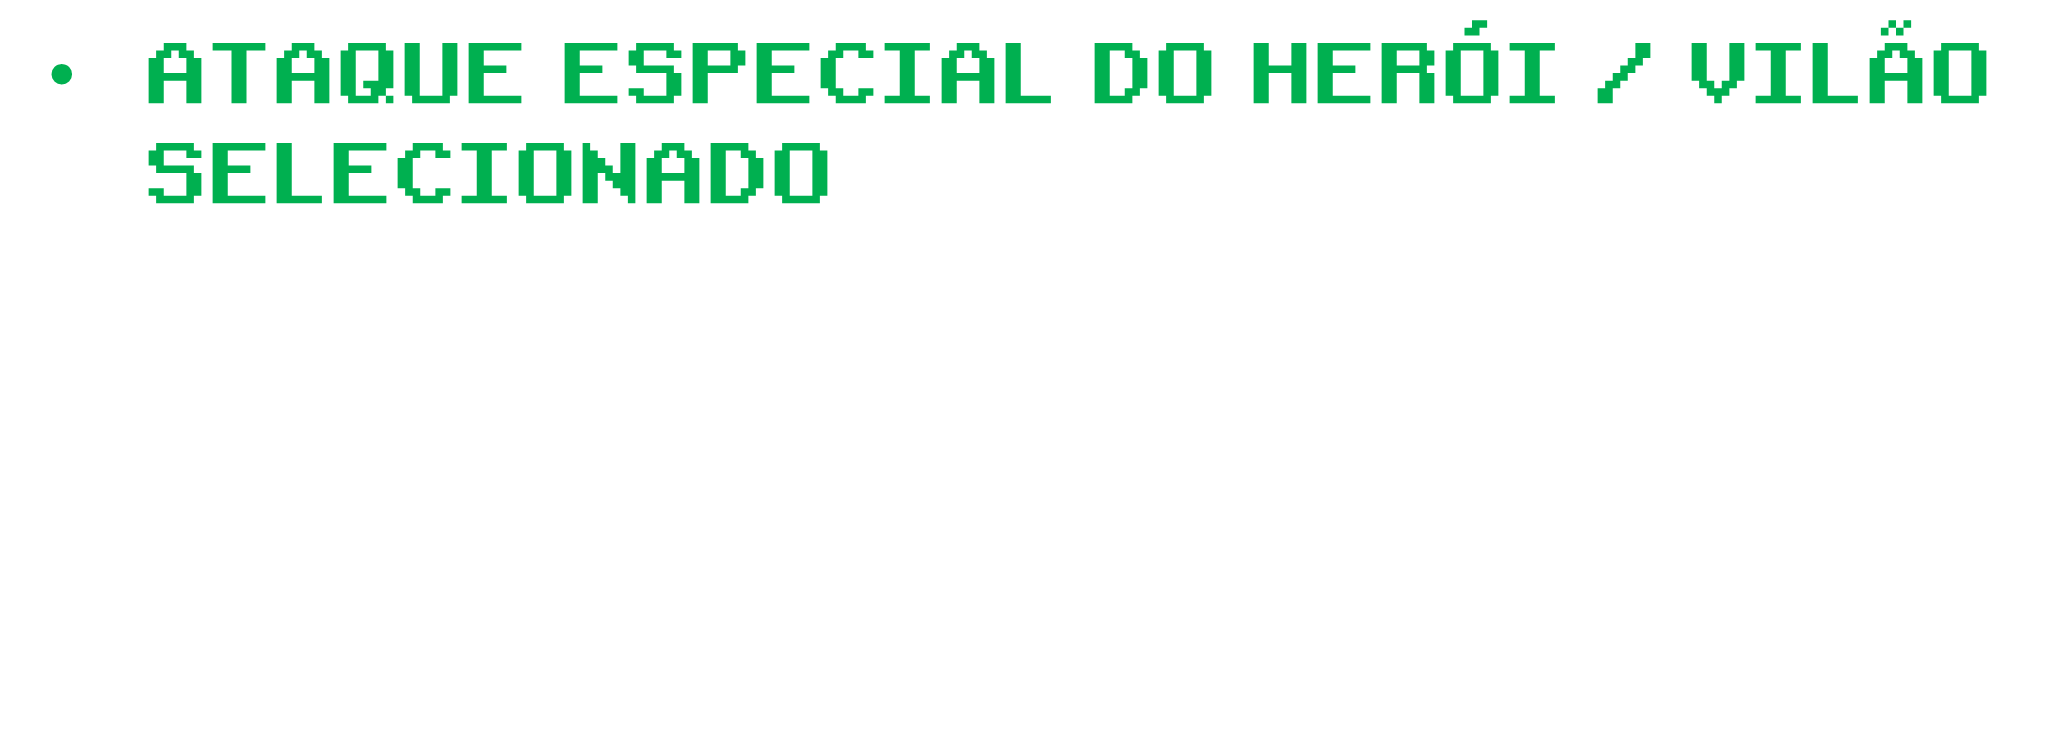 • ATAQUE ESPECIAL DO HERÓI / VILÃO
SELECIONADO